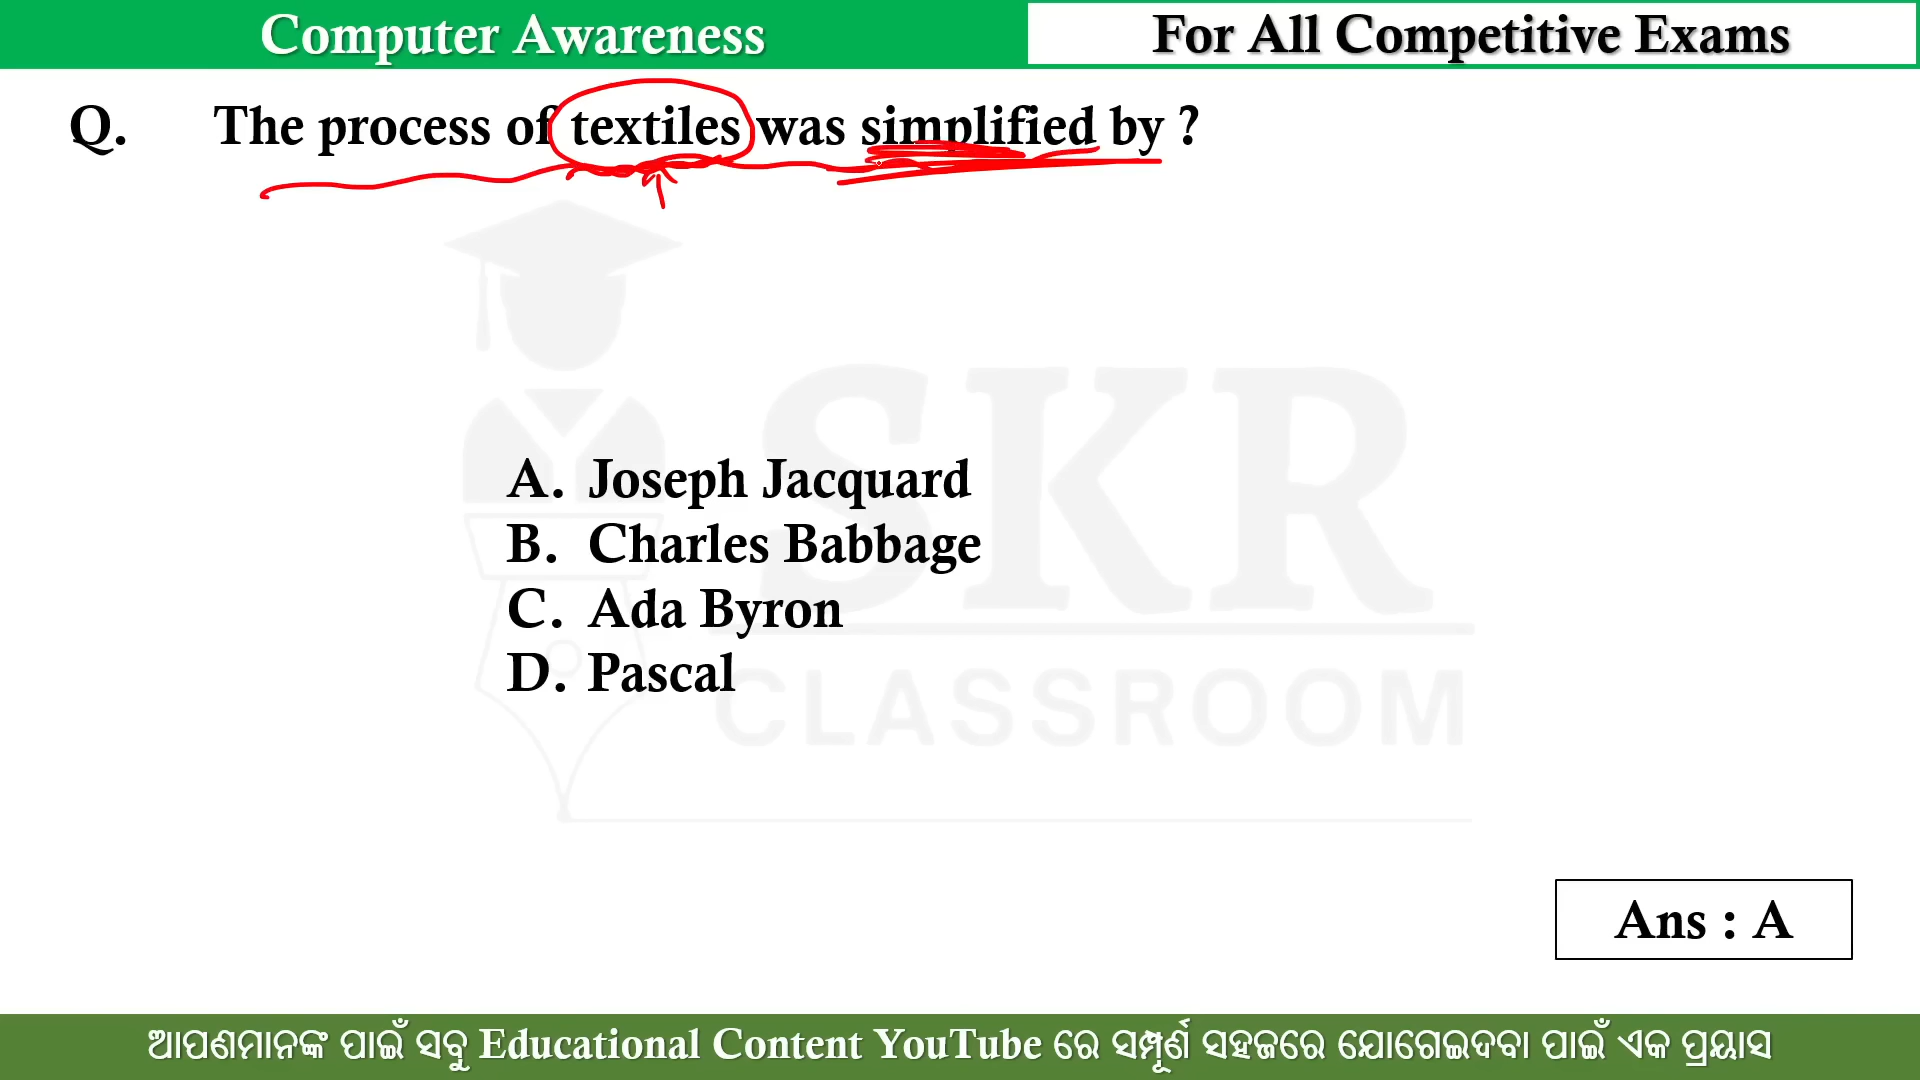 Computer Awareness
For All Competitive Exams
Q. The process of textiles was simplified by ?
A. Joseph Jacquard
B. Charles Babbage
C. Ada Byron
D. Pascal
SKR
CLASSROOM
Ans : A
ଆପଣମାନଙ୍କ ପାଇଁ ସବୁ Educational Content YouTube ରେ ସମ୍ପୂର୍ଣ ସହଜରେ ଯୋଗେଇଦବା ପାଇଁ ଏକ ପ୍ରୟାସ